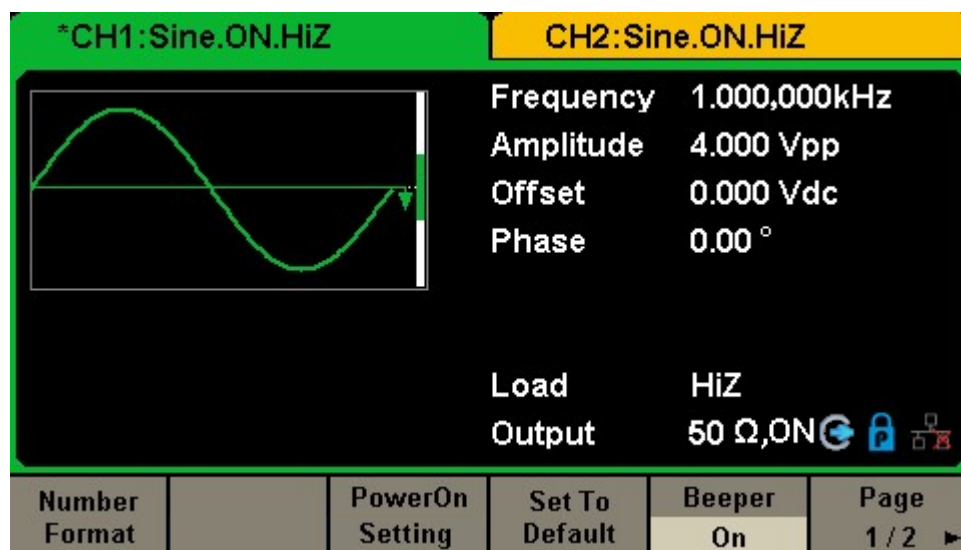 *CH1:Sine.ON.HiZ CH2:Sine.ON.HiZ
Frequency 1.000,000kHz
Amplitude 4.000 Vpp
Offset 0.000 Vdc
Phase 0.00 °
Load HiZ
Output 50 Ω,ON
Number Format
PowerOn Setting
Set To Default
Beeper On
Page 1/2 ►